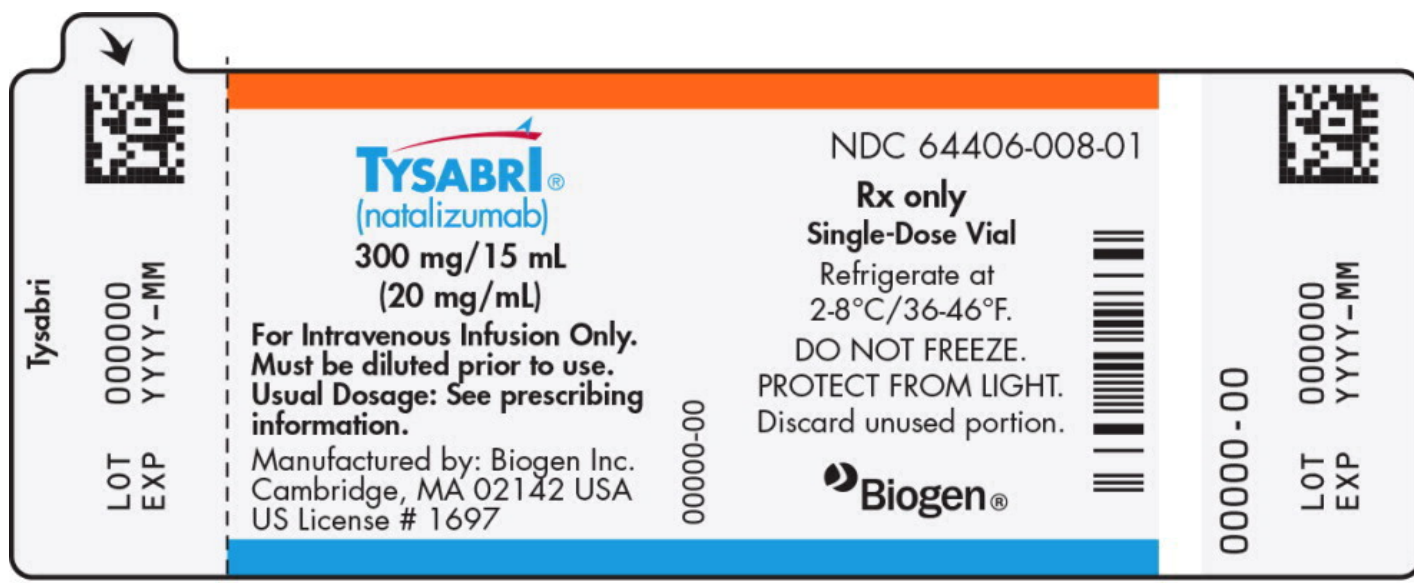 Tysabri
LOT 000000
EXP YYYY-MM
TYSABRI®
(natalizumab)
300 mg/15 mL
(20 mg/mL)
For Intravenous Infusion Only.
Must be diluted prior to use.
Usual Dosage: See prescribing
information.
Manufactured by: Biogen Inc.
Cambridge, MA 02142 USA
US License # 1697
00000-00
NDC 64406-008-01
Rx only
Single-Dose Vial
Refrigerate at
2-8°C/36-46°F.
DO NOT FREEZE.
PROTECT FROM LIGHT.
Discard unused portion.
Biogen®
00000-00
LOT 000000
EXP YYYY-MM